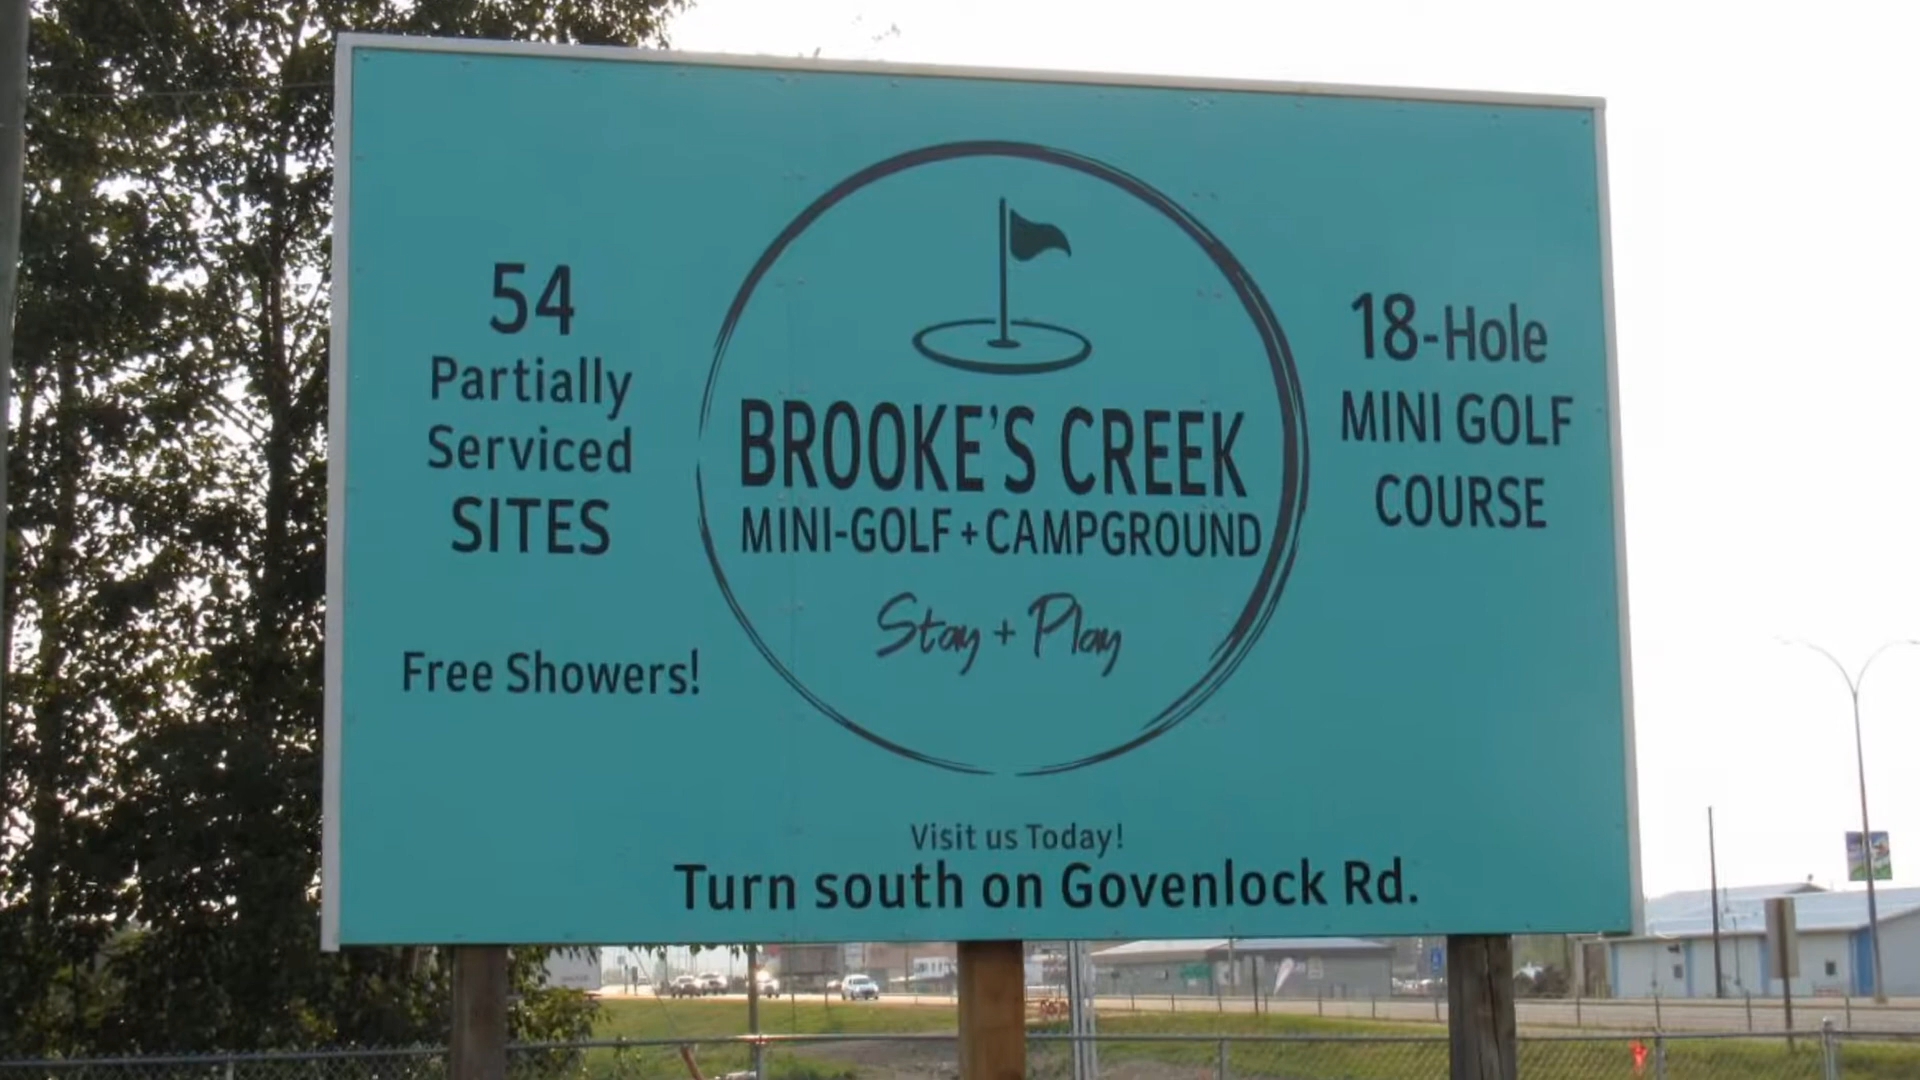 54
Partially
Serviced
SITES
Free Showers!
BROOKE'S CREEK
MINI-GOLF + CAMPGROUND
Stay + Play
18-Hole
MINI GOLF
COURSE
Visit us Today!
Turn south on Govenlock Rd.